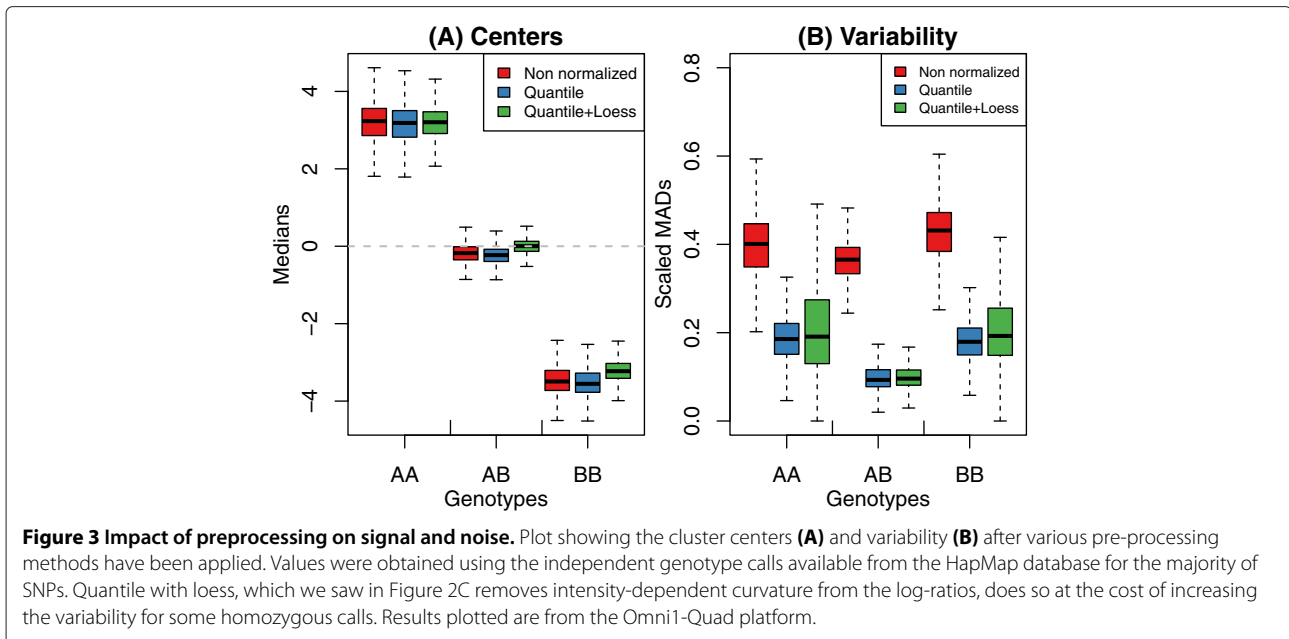 (A) Centers
Non normalized
Quantile
Quantile+Loess
Medians
4
2
0
−2
−4
AA
AB
BB
Genotypes
(B) Variability
Non normalized
Quantile
Quantile+Loess
Scaled MADs
0.8
0.6
0.4
0.2
0.0
AA
AB
BB
Genotypes
Figure 3 Impact of preprocessing on signal and noise. Plot showing the cluster centers (A) and variability (B) after various pre-processing
methods have been applied. Values were obtained using the independent genotype calls available from the HapMap database for the majority of
SNPs. Quantile with loess, which we saw in Figure 2C removes intensity-dependent curvature from the log-ratios, does so at the cost of increasing
the variability for some homozygous calls. Results plotted are from the Omni1-Quad platform.